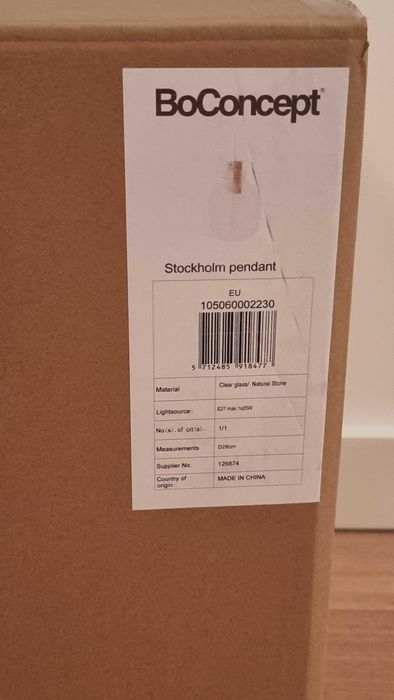 BoConcept®
Stockholm pendant
EU
105060002230
5 712485 918477
Material Clear glass/ Natural Stone
Lightsource: E27 max 1x25W
No(s). of crt(s). 1/1
Measurements D28cm
Supplier No. 126874
Country of origin: MADE IN CHINA